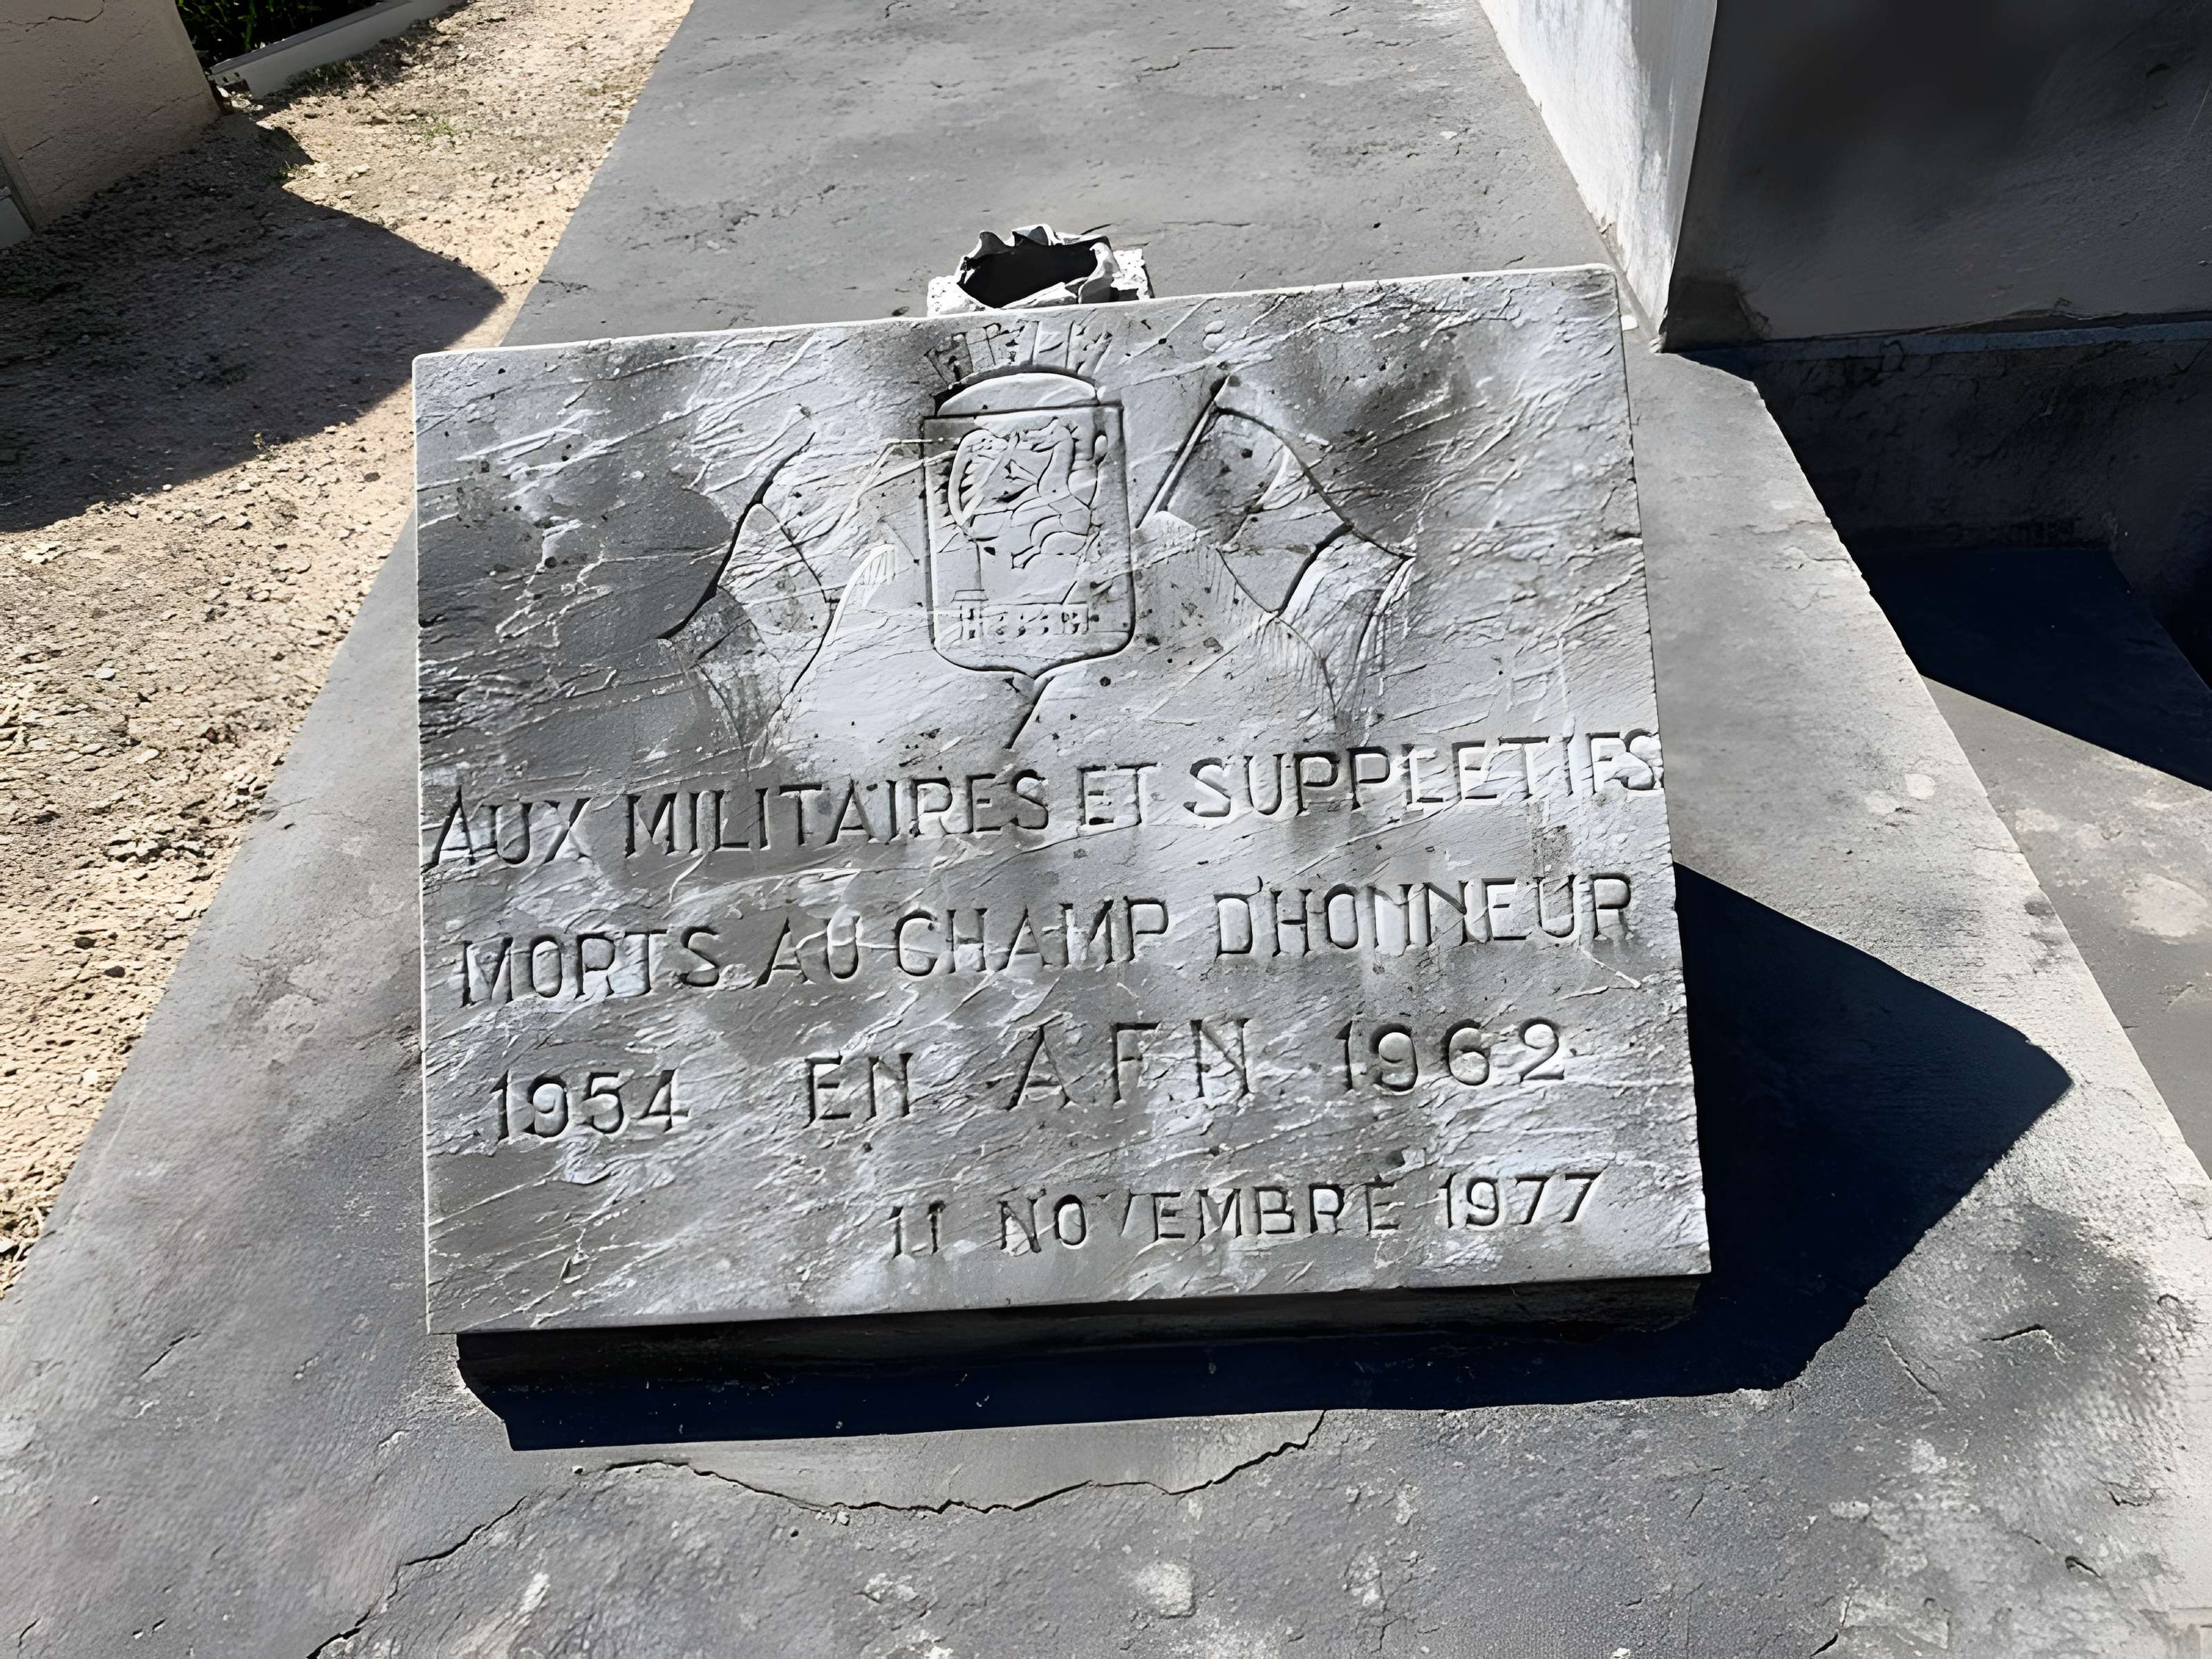 AUX MILITAIRES ET SUPPLETIFS
MORTS AU CHAMP D'HONNEUR
1954 EN A.F.N 1962
11 NOVEMBRE 1977